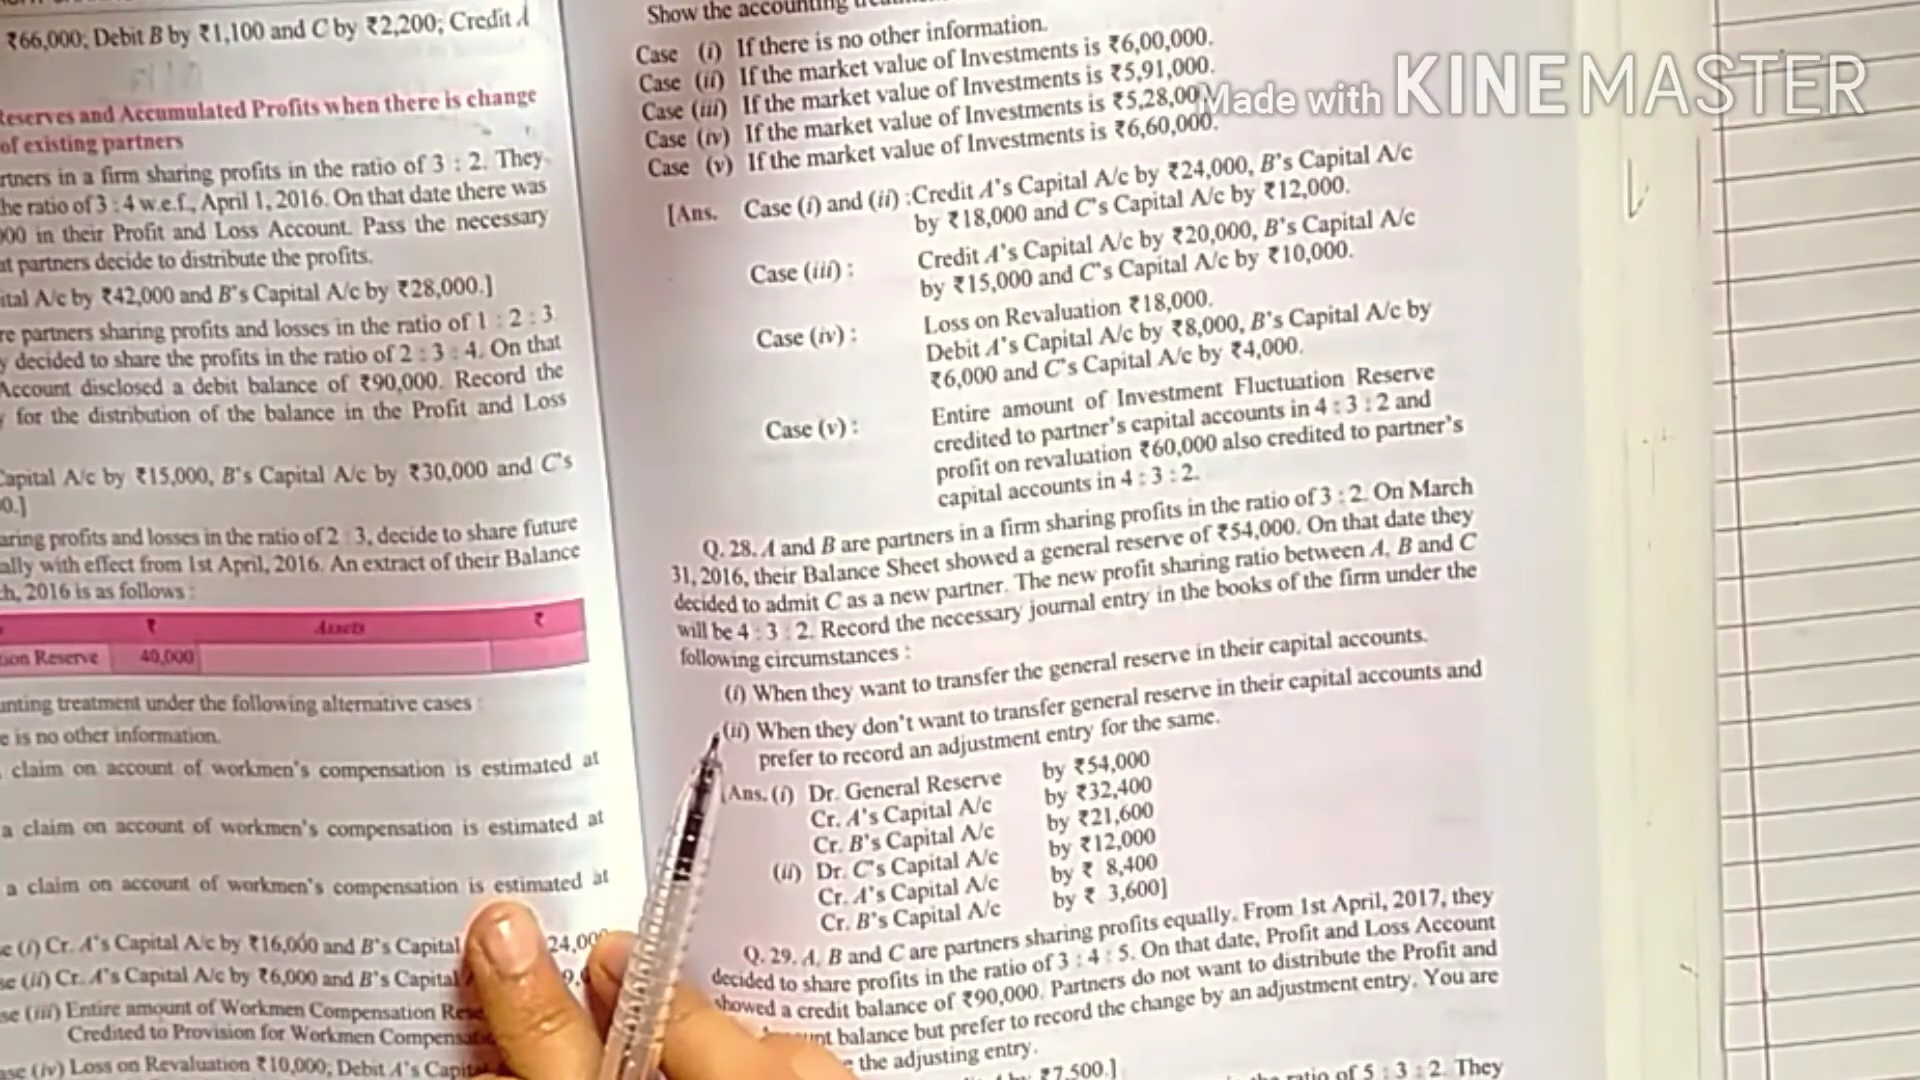 ₹66,000; Debit B by ₹1,100 and C by ₹2,200; Credit A
Reserves and Accumulated Profits when there is change
of existing partners
rtners in a firm sharing profits in the ratio of 3 : 2. They
he ratio of 3 : 4 w.e.f., April 1, 2016. On that date there was
000 in their Profit and Loss Account. Pass the necessary
at partners decide to distribute the profits.
ital A/c by ₹42,000 and B's Capital A/c by ₹28,000.]
re partners sharing profits and losses in the ratio of 1 : 2 : 3
y decided to share the profits in the ratio of 2 : 3 : 4. On that
Account disclosed a debit balance of ₹90,000. Record the
y for the distribution of the balance in the Profit and Loss
Capital A/c by ₹15,000, B's Capital A/c by ₹30,000 and C's
0.]
aring profits and losses in the ratio of 2 : 3, decide to share future
ally with effect from 1st April, 2016. An extract of their Balance
ch, 2016 is as follows :
₹ Assets ₹
tion Reserve 40,000
unting treatment under the following alternative cases :
e is no other information.
claim on account of workmen's compensation is estimated at
a claim on account of workmen's compensation is estimated at
a claim on account of workmen's compensation is estimated at
se (i) Cr. A's Capital A/c by ₹16,000 and B's Capital 24,000
se (ii) Cr. A's Capital A/c by ₹6,000 and B's Capital
se (iii) Entire amount of Workmen Compensation
Credited to Provision for Workmen
ase (iv) Loss on Revaluation ₹10,000; Debit A's
Show the accounting
Case (i) If there is no other information.
Case (ii) If the market value of Investments is ₹6,00,000.
Case (iii) If the market value of Investments is ₹5,91,000.
Case (iv) If the market value of Investments is ₹5,28,000
Case (v) If the market value of Investments is ₹6,60,000.
Made with KINEMASTER
[Ans. Case (i) and (ii) : Credit A's Capital A/c by ₹24,000, B's Capital A/c
by ₹18,000 and C's Capital A/c by ₹12,000.
Case (iii) : Credit A's Capital A/c by ₹20,000, B's Capital A/c
by ₹15,000 and C's Capital A/c by ₹10,000.
Case (iv) : Loss on Revaluation ₹18,000.
Debit A's Capital A/c by ₹8,000, B's Capital A/c by
₹6,000 and C's Capital A/c by ₹4,000.
Case (v) : Entire amount of Investment Fluctuation Reserve
credited to partner's capital accounts in 4 : 3 : 2 and
profit on revaluation ₹60,000 also credited to partner's
capital accounts in 4 : 3 : 2.
Q. 28. A and B are partners in a firm sharing profits in the ratio of 3 : 2. On March
31, 2016, their Balance Sheet showed a general reserve of ₹54,000. On that date they
decided to admit C as a new partner. The new profit sharing ratio between A, B and C
will be 4 : 3 : 2. Record the necessary journal entry in the books of the firm under the
following circumstances :
(i) When they want to transfer the general reserve in their capital accounts.
(ii) When they don't want to transfer general reserve in their capital accounts and
prefer to record an adjustment entry for the same.
[Ans. (i) Dr. General Reserve by ₹54,000
Cr. A's Capital A/c by ₹32,400
Cr. B's Capital A/c by ₹21,600
(ii) Dr. C's Capital A/c by ₹12,000
Cr. A's Capital A/c by ₹ 8,400
Cr. B's Capital A/c by ₹ 3,600]
Q. 29. A, B and C are partners sharing profits equally. From 1st April, 2017, they
decided to share profits in the ratio of 3 : 4 : 5. On that date, Profit and Loss Account
showed a credit balance of ₹90,000. Partners do not want to distribute the Profit and
balance but prefer to record the change by an adjustment entry. You are
the adjusting entry.
₹7,500.]
ratio of 5 : 3 : 2. They